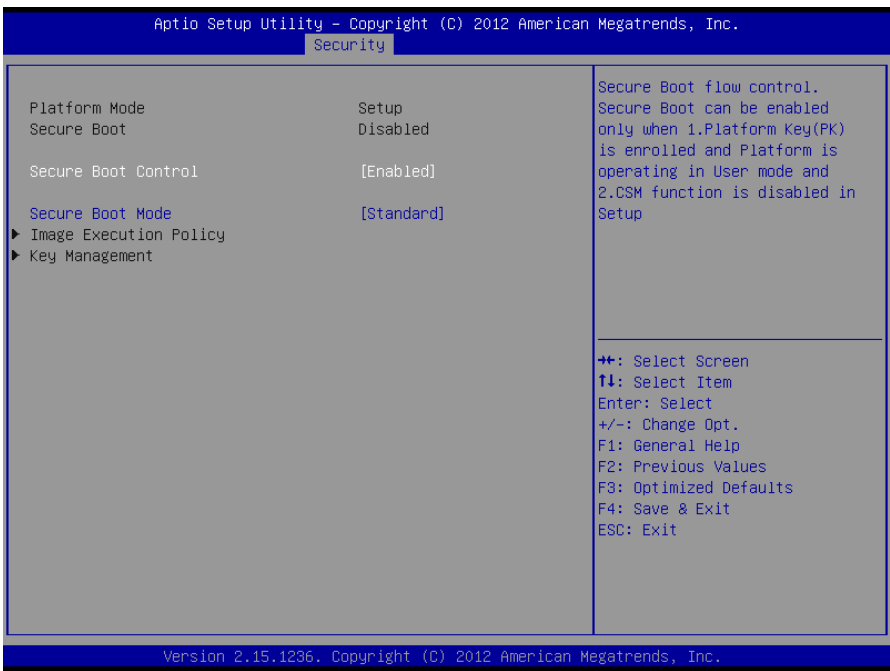 Aptio Setup Utility – Copyright (C) 2012 American Megatrends, Inc.
Security
Platform Mode Setup
Secure Boot Disabled
Secure Boot Control [Enabled]
Secure Boot Mode [Standard]
▶ Image Execution Policy
▶ Key Management
Secure Boot flow control.
Secure Boot can be enabled
only when 1.Platform Key(PK)
is enrolled and Platform is
operating in User mode and
2.CSM function is disabled in
Setup
→←: Select Screen
↑↓: Select Item
Enter: Select
+/-: Change Opt.
F1: General Help
F2: Previous Values
F3: Optimized Defaults
F4: Save & Exit
ESC: Exit
Version 2.15.1236. Copyright (C) 2012 American Megatrends, Inc.